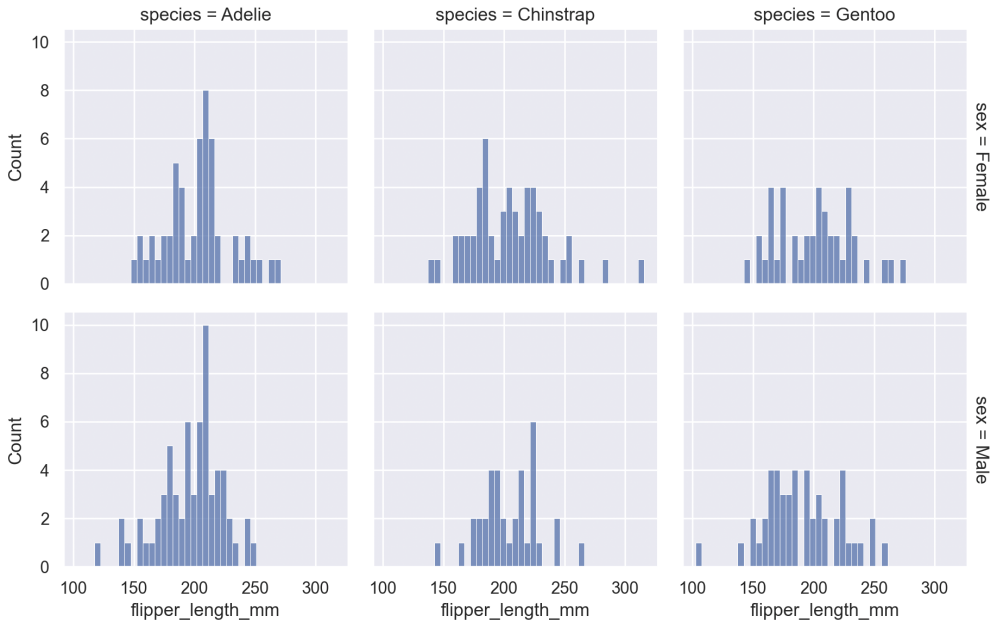 species = Adelie
species = Chinstrap
species = Gentoo
10
8
6
4
2
0
Count
sex = Female
10
8
6
4
2
0
Count
sex = Male
100 150 200 250 300
100 150 200 250 300
100 150 200 250 300
flipper_length_mm
flipper_length_mm
flipper_length_mm